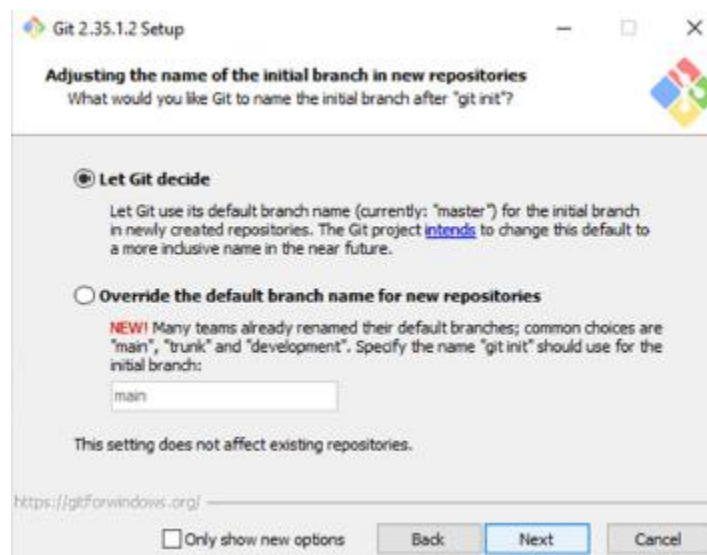 Git 2.35.1.2 Setup
Adjusting the name of the initial branch in new repositories
What would you like Git to name the initial branch after "git init"?
Let Git decide
Let Git use its default branch name (currently: "master") for the initial branch
in newly created repositories. The Git project intends to change this default to
a more inclusive name in the near future.
Override the default branch name for new repositories
NEW! Many teams already renamed their default branches; common choices are
"main", "trunk" and "development". Specify the name "git init" should use for the
initial branch:
main
This setting does not affect existing repositories.
https://gitforwindows.org/
Only show new options Back Next Cancel